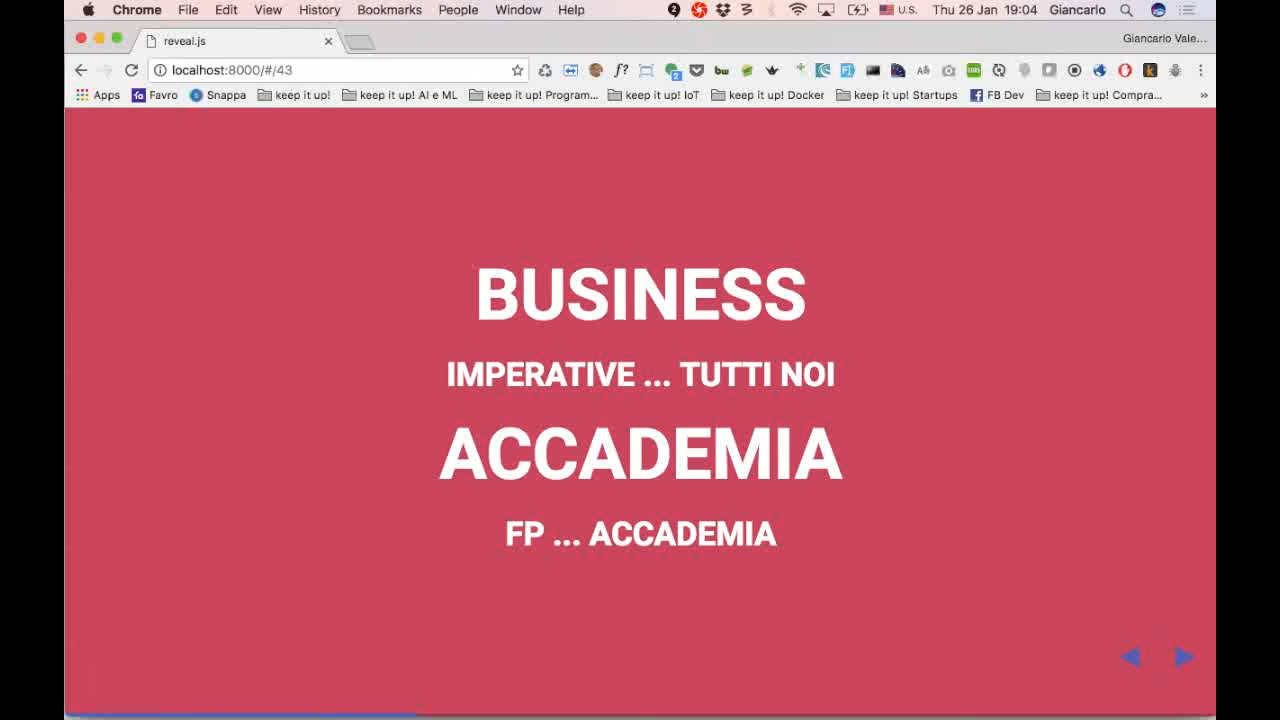 Chrome File Edit View History Bookmarks People Window Help U.S. Thu 26 Jan 19:04 Giancarlo
reveal.js Giancarlo Vale...
localhost:8000/#/43
Apps Favro Snappa keep it up! keep it up! AI e ML keep it up! Program... keep it up! IoT keep it up! Docker keep it up! Startups FB Dev keep it up! Compra... »
BUSINESS
IMPERATIVE ... TUTTI NOI
ACCADEMIA
FP ... ACCADEMIA